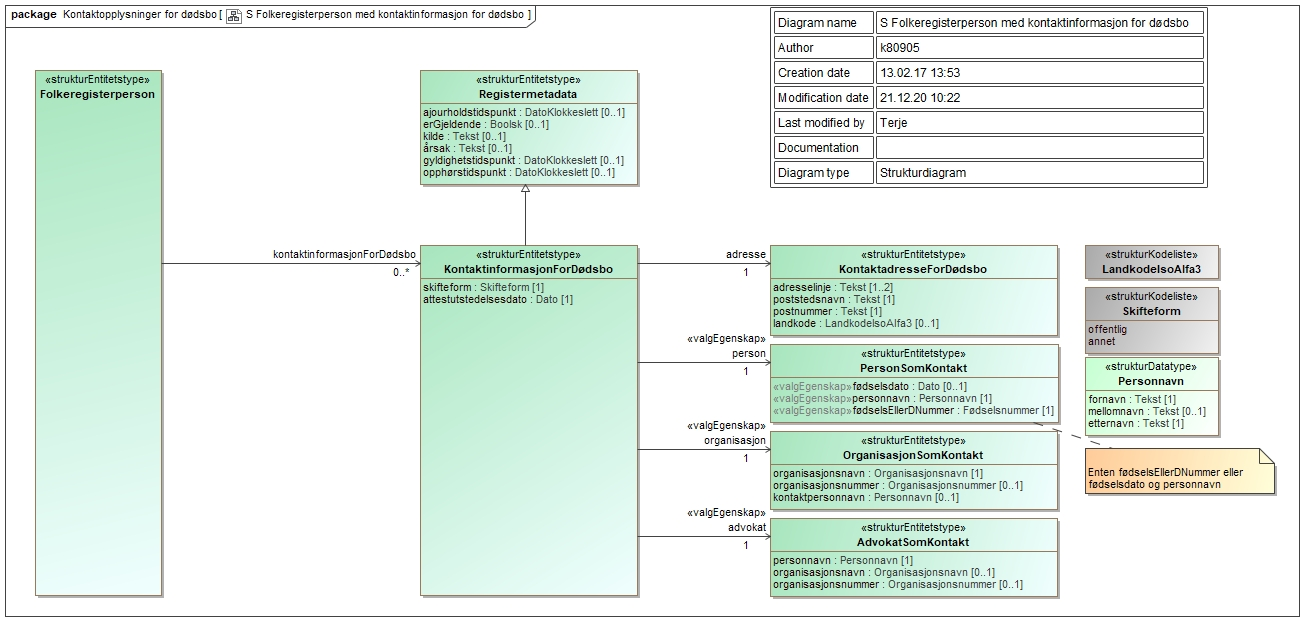 package Kontaktopplysninger for dødsbo [ S Folkeregisterperson med kontaktinformasjon for dødsbo ]
Diagram name S Folkeregisterperson med kontaktinformasjon for dødsbo
Author k80905
Creation date 13.02.17 13:53
Modification date 21.12.20 10:22
Last modified by Terje
Documentation
Diagram type Strukturdiagram
«strukturEntitetstype»
Folkeregisterperson
«strukturEntitetstype»
Registermetadata
ajourholdstidspunkt : DatoKlokkeslett [0..1]
erGjeldende : Boolsk [0..1]
kilde : Tekst [0..1]
årsak : Tekst [0..1]
gyldighetstidspunkt : DatoKlokkeslett [0..1]
opphørstidspunkt : DatoKlokkeslett [0..1]
kontaktinformasjonForDødsbo
0..*
«strukturEntitetstype»
KontaktinformasjonForDødsbo
skifteform : Skifteform [1]
attestutstedelsesdato : Dato [1]
adresse
1
«strukturEntitetstype»
KontaktadresseForDødsbo
adresselinje : Tekst [1..2]
poststedsnavn : Tekst [1]
postnummer : Tekst [1]
landkode : LandkodeIsoAlfa3 [0..1]
«valgEgenskap»
person
1
«strukturEntitetstype»
PersonSomKontakt
«valgEgenskap»fødselsdato : Dato [0..1]
«valgEgenskap»personnavn : Personnavn [1]
«valgEgenskap»fødselsEllerDNummer : Fødselsnummer [1]
«valgEgenskap»
organisasjon
1
«strukturEntitetstype»
OrganisasjonSomKontakt
organisasjonsnavn : Organisasjonsnavn [1]
organisasjonsnummer : Organisasjonsnummer [0..1]
kontaktpersonnavn : Personnavn [0..1]
«valgEgenskap»
advokat
1
«strukturEntitetstype»
AdvokatSomKontakt
personnavn : Personnavn [1]
organisasjonsnavn : Organisasjonsnavn [0..1]
organisasjonsnummer : Organisasjonsnummer [0..1]
«strukturKodeliste»
LandkodeIsoAlfa3
«strukturKodeliste»
Skifteform
offentlig
annet
«strukturDatatype»
Personnavn
fornavn : Tekst [1]
mellomnavn : Tekst [0..1]
etternavn : Tekst [1]
Enten fødselsEllerDNummer eller
fødselsdato og personnavn